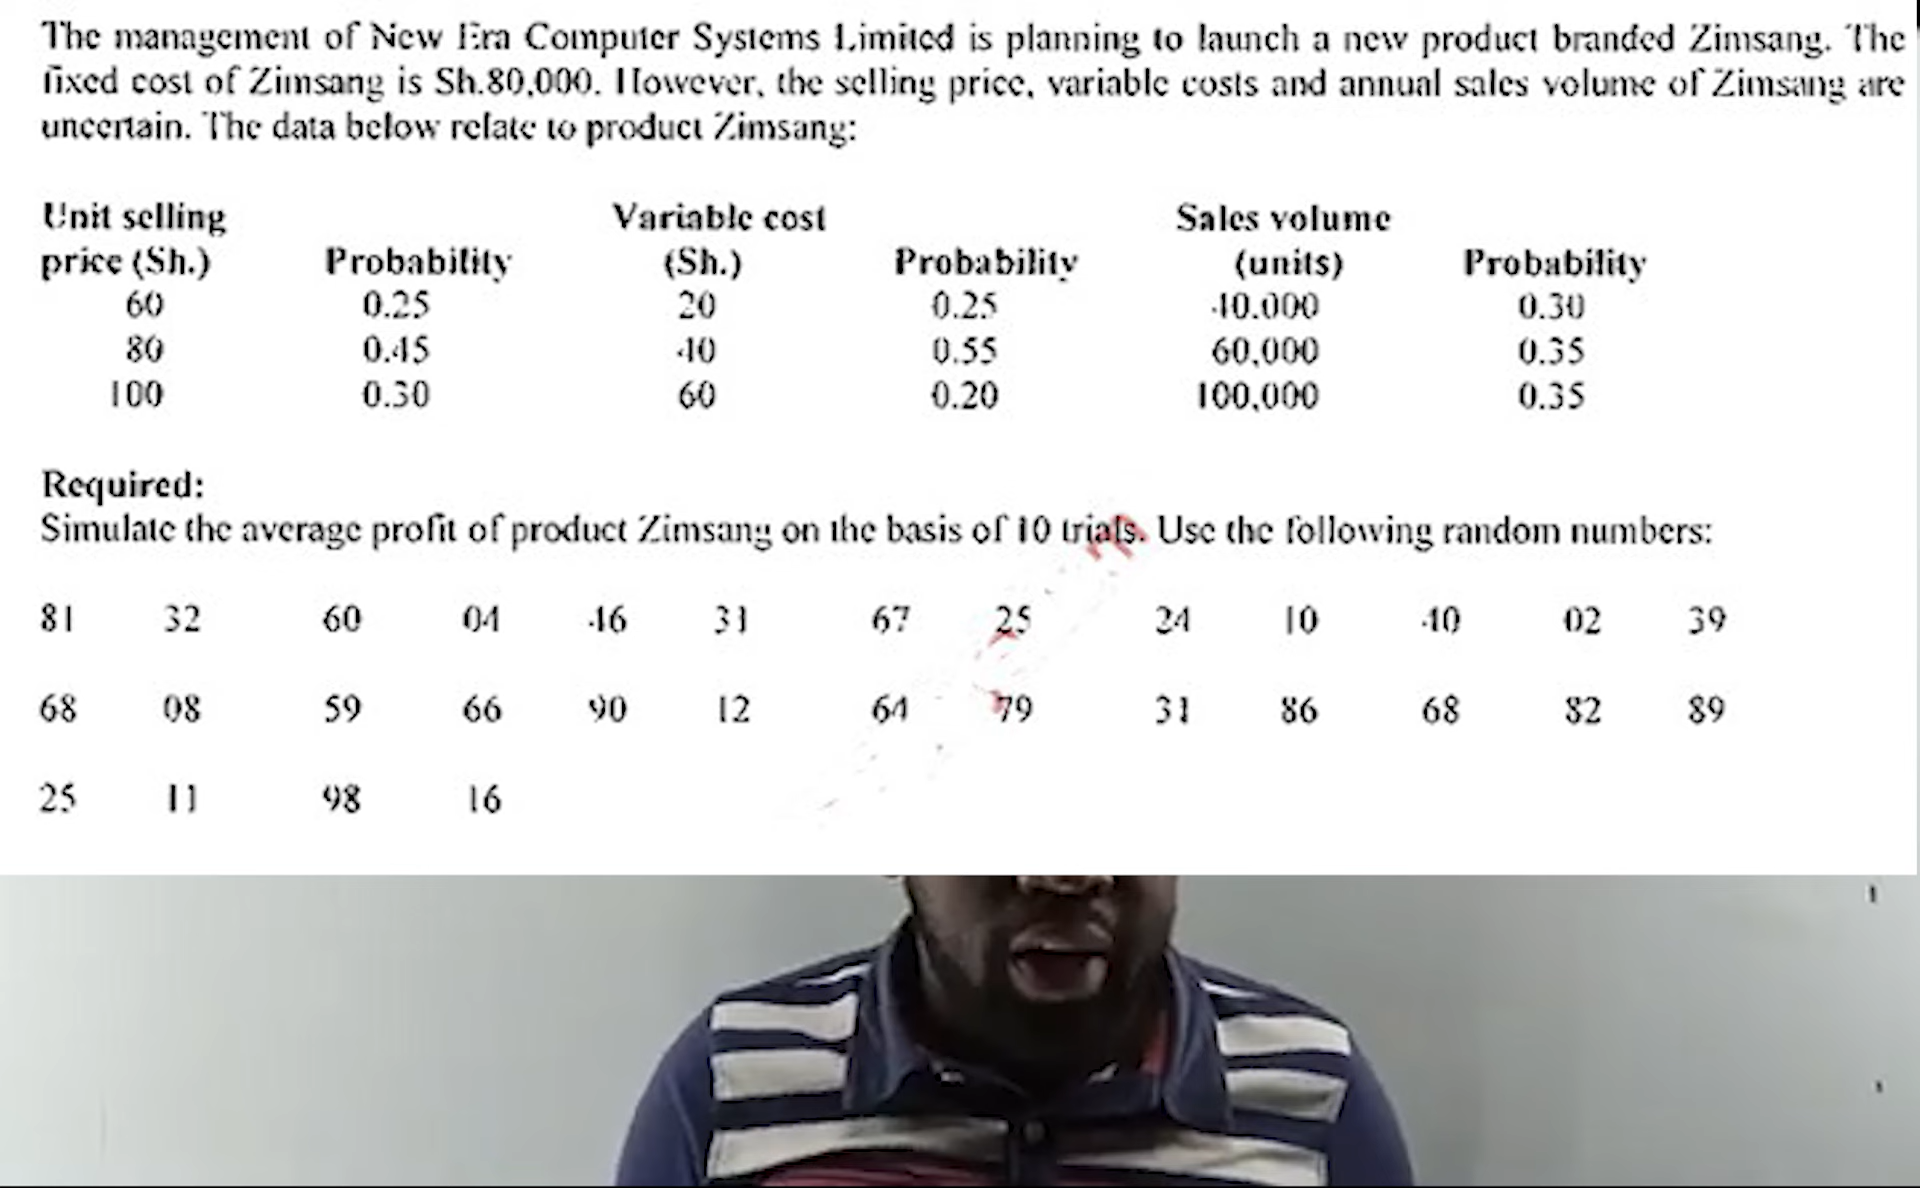 The management of New Era Computer Systems Limited is planning to launch a new product branded Zimsang. The
fixed cost of Zimsang is Sh.80,000. However, the selling price, variable costs and annual sales volume of Zimsang are
uncertain. The data below relate to product Zimsang:
Unit selling Variable cost Sales volume
price (Sh.) Probability (Sh.) Probability (units) Probability
60 0.25 20 0.25 40.000 0.30
80 0.45 40 0.55 60,000 0.35
100 0.30 60 0.20 100,000 0.35
Required:
Simulate the average profit of product Zimsang on the basis of 10 trials. Use the following random numbers:
81 32 60 04 46 31 67 25 24 10 40 02 39
68 08 59 66 90 12 64 79 31 86 68 82 89
25 11 98 16